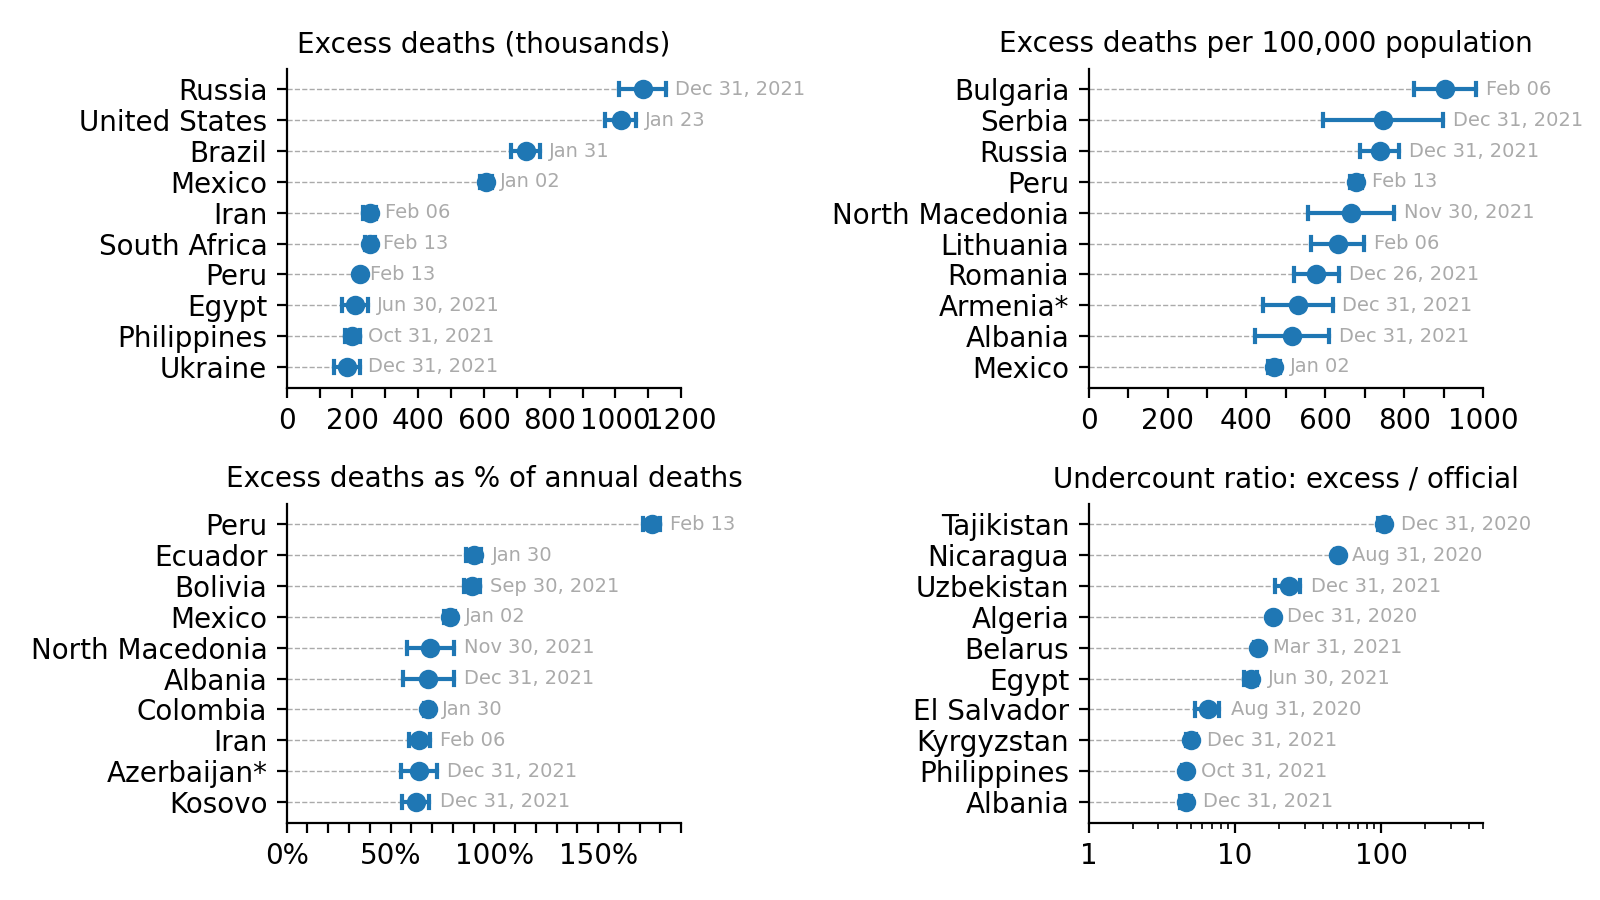 Excess deaths (thousands)
Russia Dec 31, 2021
United States Jan 23
Brazil Jan 31
Mexico Jan 02
Iran Feb 06
South Africa Feb 13
Peru Feb 13
Egypt Jun 30, 2021
Philippines Oct 31, 2021
Ukraine Dec 31, 2021
0 200 400 600 800 1000 1200
Excess deaths per 100,000 population
Bulgaria Feb 06
Serbia Dec 31, 2021
Russia Dec 31, 2021
Peru Feb 13
North Macedonia Nov 30, 2021
Lithuania Feb 06
Romania Dec 26, 2021
Armenia* Dec 31, 2021
Albania Dec 31, 2021
Mexico Jan 02
0 200 400 600 800 1000
Excess deaths as % of annual deaths
Peru Feb 13
Ecuador Jan 30
Bolivia Sep 30, 2021
Mexico Jan 02
North Macedonia Nov 30, 2021
Albania Dec 31, 2021
Colombia Jan 30
Iran Feb 06
Azerbaijan* Dec 31, 2021
Kosovo Dec 31, 2021
0% 50% 100% 150%
Undercount ratio: excess / official
Tajikistan Dec 31, 2020
Nicaragua Aug 31, 2020
Uzbekistan Dec 31, 2021
Algeria Dec 31, 2020
Belarus Mar 31, 2021
Egypt Jun 30, 2021
El Salvador Aug 31, 2020
Kyrgyzstan Dec 31, 2021
Philippines Oct 31, 2021
Albania Dec 31, 2021
1 10 100